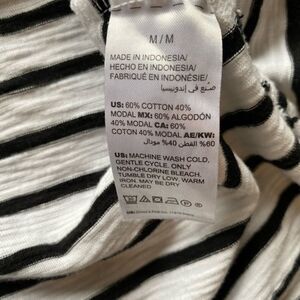 M / M
MADE IN INDONESIA/
HECHO EN INDONESIA/
FABRIQUÉ EN INDONÉSIE/
صنع في إندونيسيا
US: 60% COTTON 40%
MODAL MX: 60% ALGODÓN
40% MODAL CA: 60%
COTON 40% MODAL AE/KW:
60% القطن 40% مودال
US: MACHINE WASH COLD,
GENTLE CYCLE. ONLY
NON-CHLORINE BLEACH.
TUMBLE DRY LOW. WARM
IRON. MAY BE DRY
CLEANED.